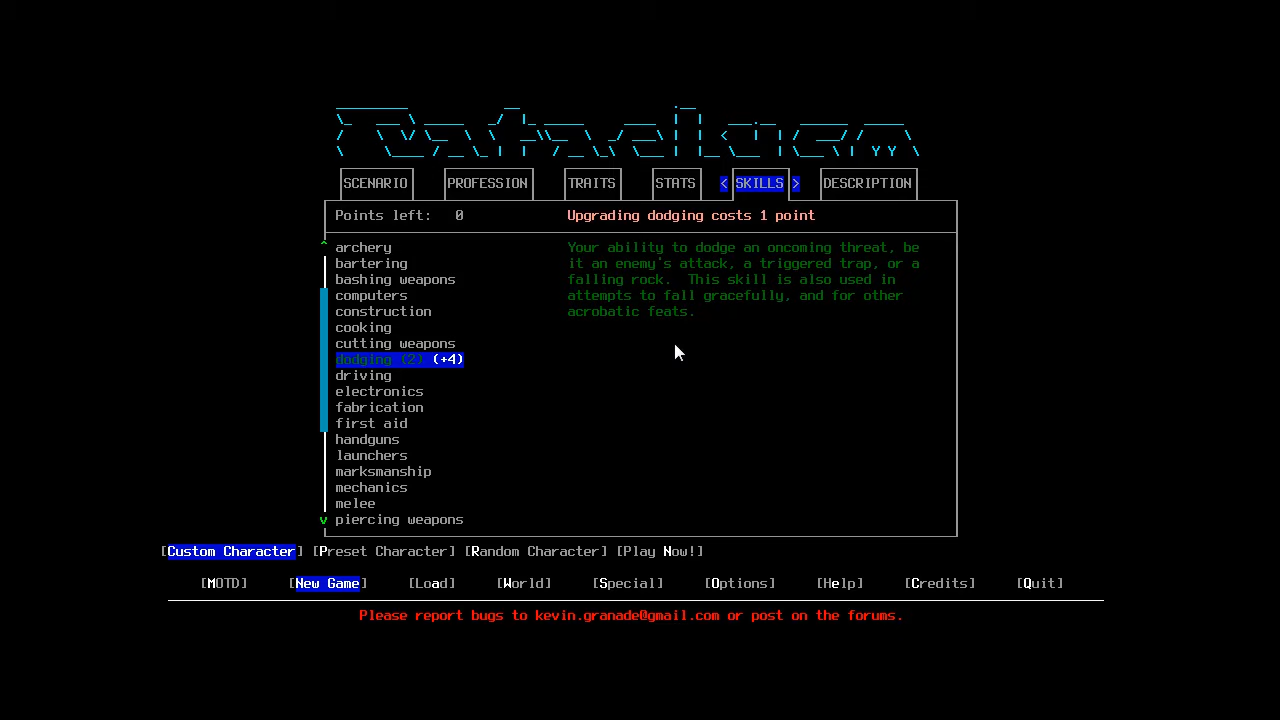 Cataclysm
SCENARIO PROFESSION TRAITS STATS < SKILLS > DESCRIPTION
Points left: 0 Upgrading dodging costs 1 point
^ archery Your ability to dodge an oncoming threat, be
bartering it an enemy's attack, a triggered trap, or a
bashing weapons falling rock. This skill is also used in
computers attempts to fall gracefully, and for other
construction acrobatic feats.
cooking
cutting weapons
dodging (2) (+4)
driving
electronics
fabrication
first aid
handguns
launchers
marksmanship
mechanics
melee
v piercing weapons
[Custom Character] [Preset Character] [Random Character] [Play Now!]
[MOTD] [New Game] [Load] [World] [Special] [Options] [Help] [Credits] [Quit]
Please report bugs to kevin.granade@gmail.com or post on the forums.